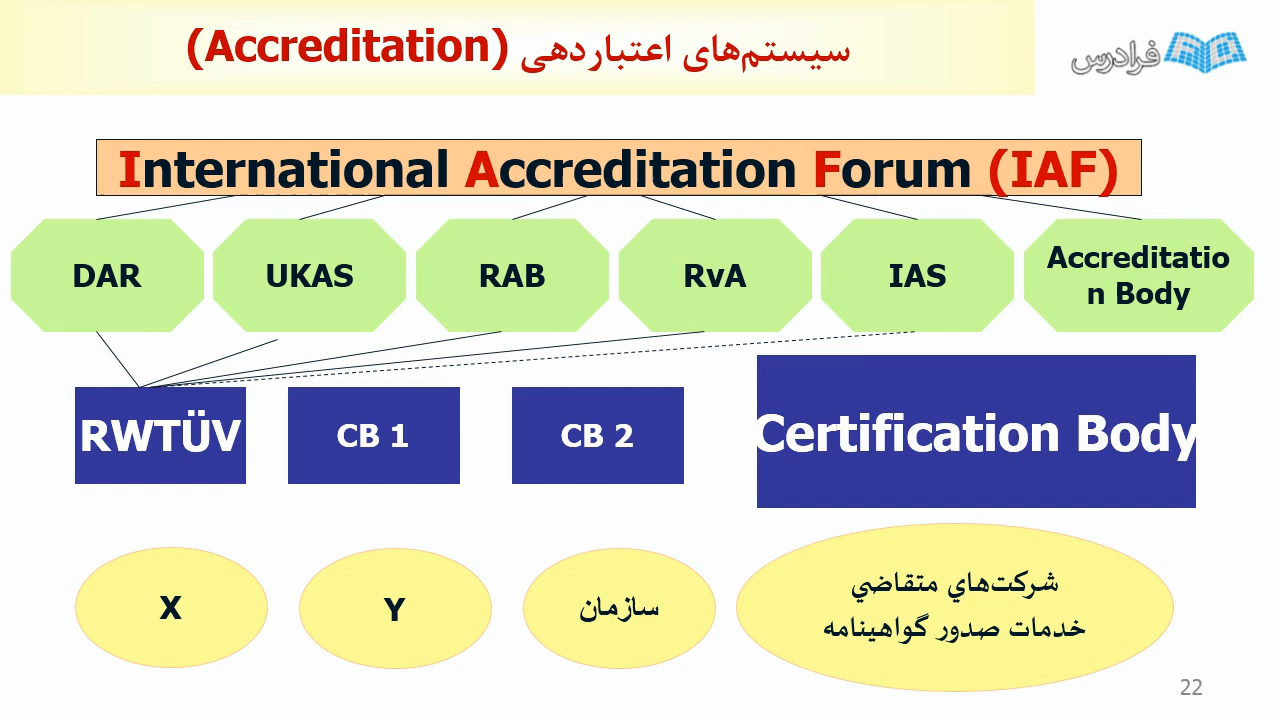 سیستم‌های اعتباردهی (Accreditation)
فرادرس
International Accreditation Forum (IAF)
DAR
UKAS
RAB
RvA
IAS
Accreditatio
n Body
RWTÜV
CB 1
CB 2
Certification Body
X
Y
سازمان
شرکت‌هاي متقاضي
خدمات صدور گواهینامه
22